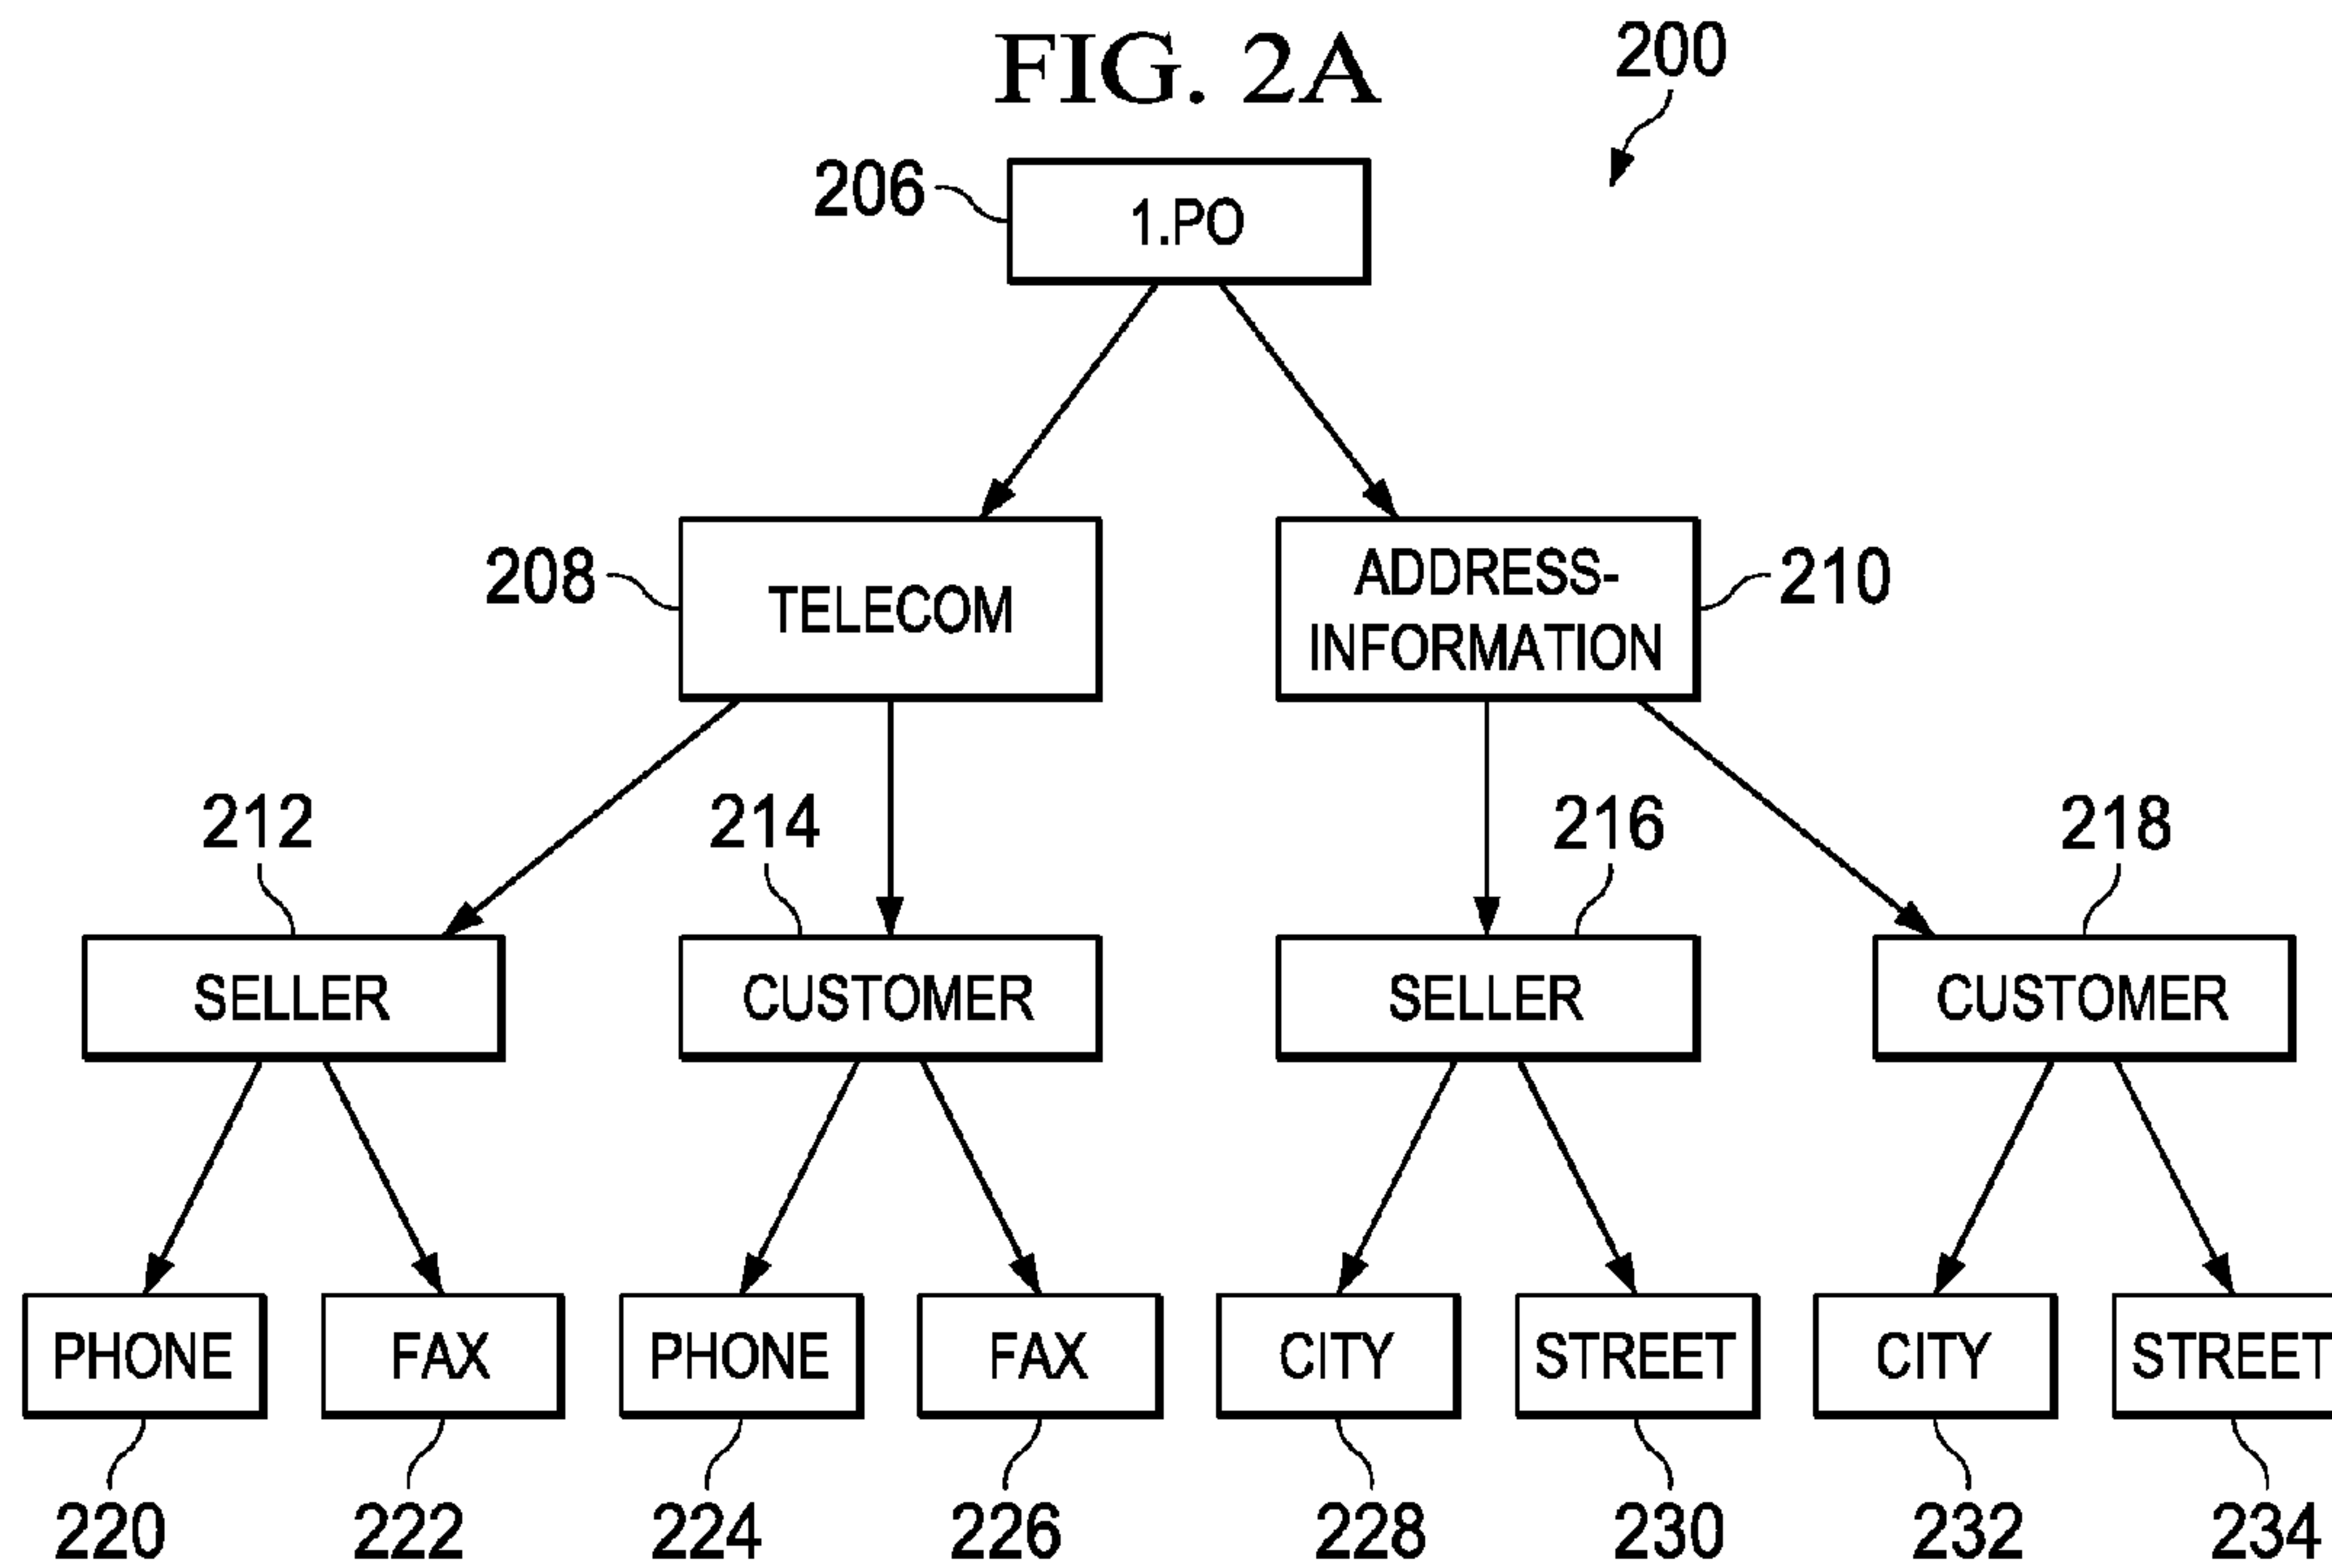 FIG. 2A
200
206
1.PO
208
TELECOM
ADDRESS-
INFORMATION
210
212
214
216
218
SELLER
CUSTOMER
SELLER
CUSTOMER
PHONE
FAX
PHONE
FAX
CITY
STREET
CITY
STREET
220
222
224
226
228
230
232
234